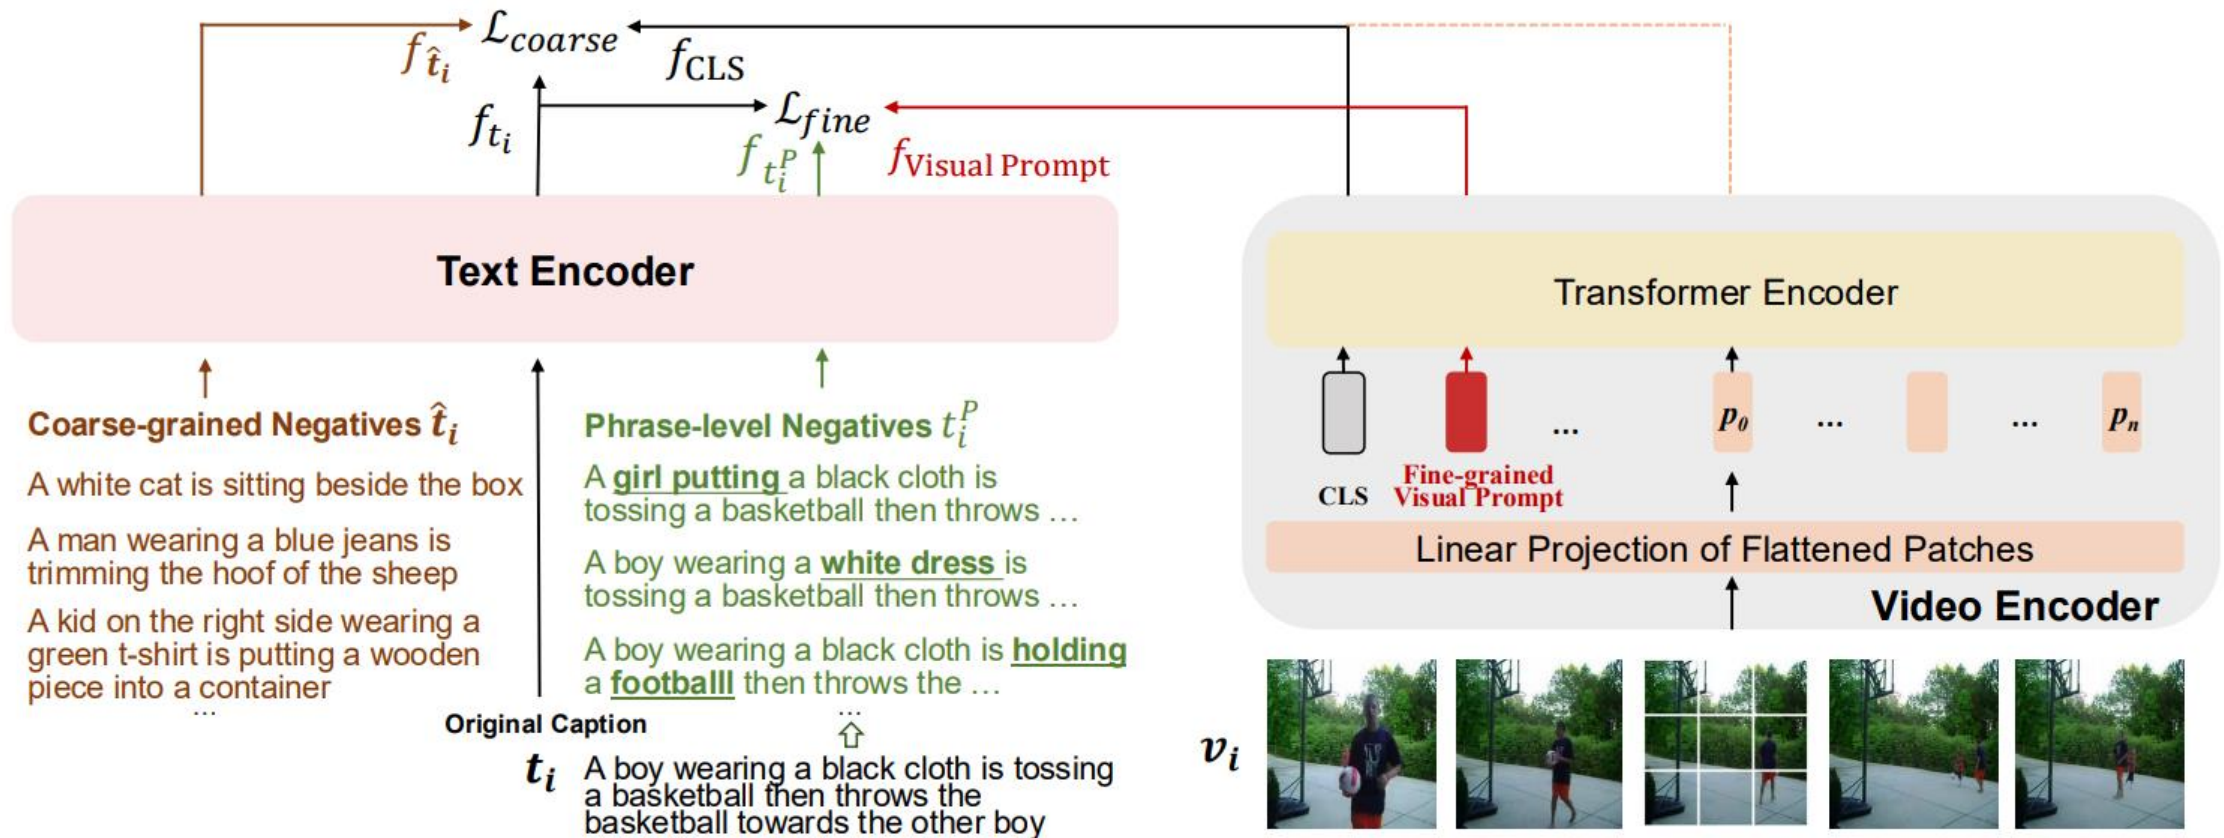 ℒcoarse
f t̂i
fCLS
fti
ℒfine
f tiP
fVisual Prompt
Text Encoder
Coarse-grained Negatives t̂i
A white cat is sitting beside the box
A man wearing a blue jeans is
trimming the hoof of the sheep
A kid on the right side wearing a
green t-shirt is putting a wooden
piece into a container
...
Phrase-level Negatives tiP
A girl putting a black cloth is
tossing a basketball then throws ...
A boy wearing a white dress is
tossing a basketball then throws ...
A boy wearing a black cloth is holding
a footballl then throws the ...
...
Original Caption
ti
A boy wearing a black cloth is tossing
a basketball then throws the
basketball towards the other boy
Transformer Encoder
...
p0
...
...
pn
CLS
Fine-grained
Visual Prompt
Linear Projection of Flattened Patches
Video Encoder
vi